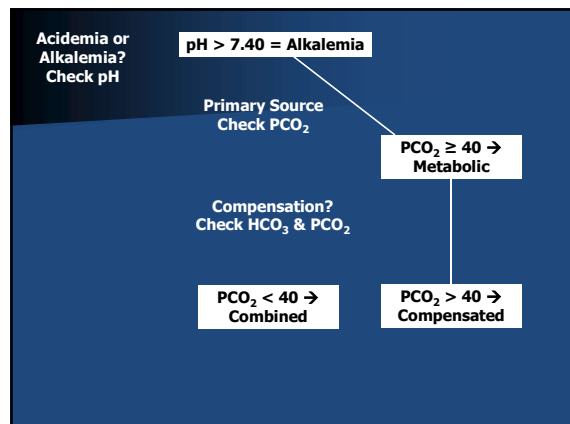 Acidemia or
Alkalemia?
Check pH
pH > 7.40 = Alkalemia
Primary Source
Check PCO₂
PCO₂ ≥ 40 →
Metabolic
Compensation?
Check HCO₃ & PCO₂
PCO₂ < 40 →
Combined
PCO₂ > 40 →
Compensated